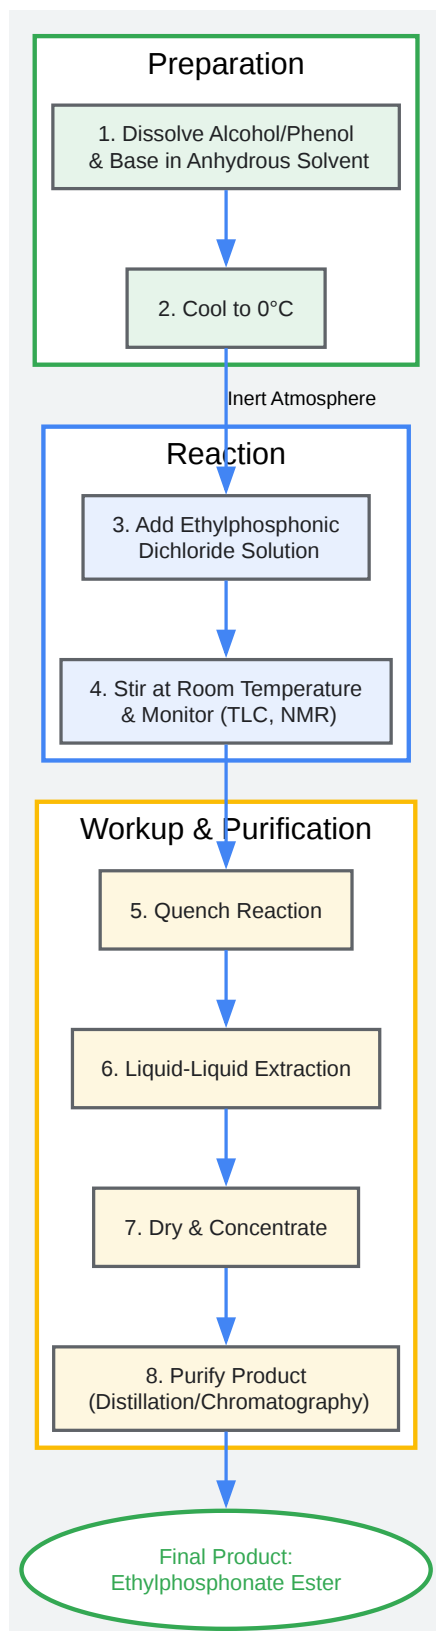 Preparation
1. Dissolve Alcohol/Phenol
& Base in Anhydrous Solvent
2. Cool to 0°C
Inert Atmosphere
Reaction
3. Add Ethylphosphonic
Dichloride Solution
4. Stir at Room Temperature
& Monitor (TLC, NMR)
Workup & Purification
5. Quench Reaction
6. Liquid-Liquid Extraction
7. Dry & Concentrate
8. Purify Product
(Distillation/Chromatography)
Final Product:
Ethylphosphonate Ester